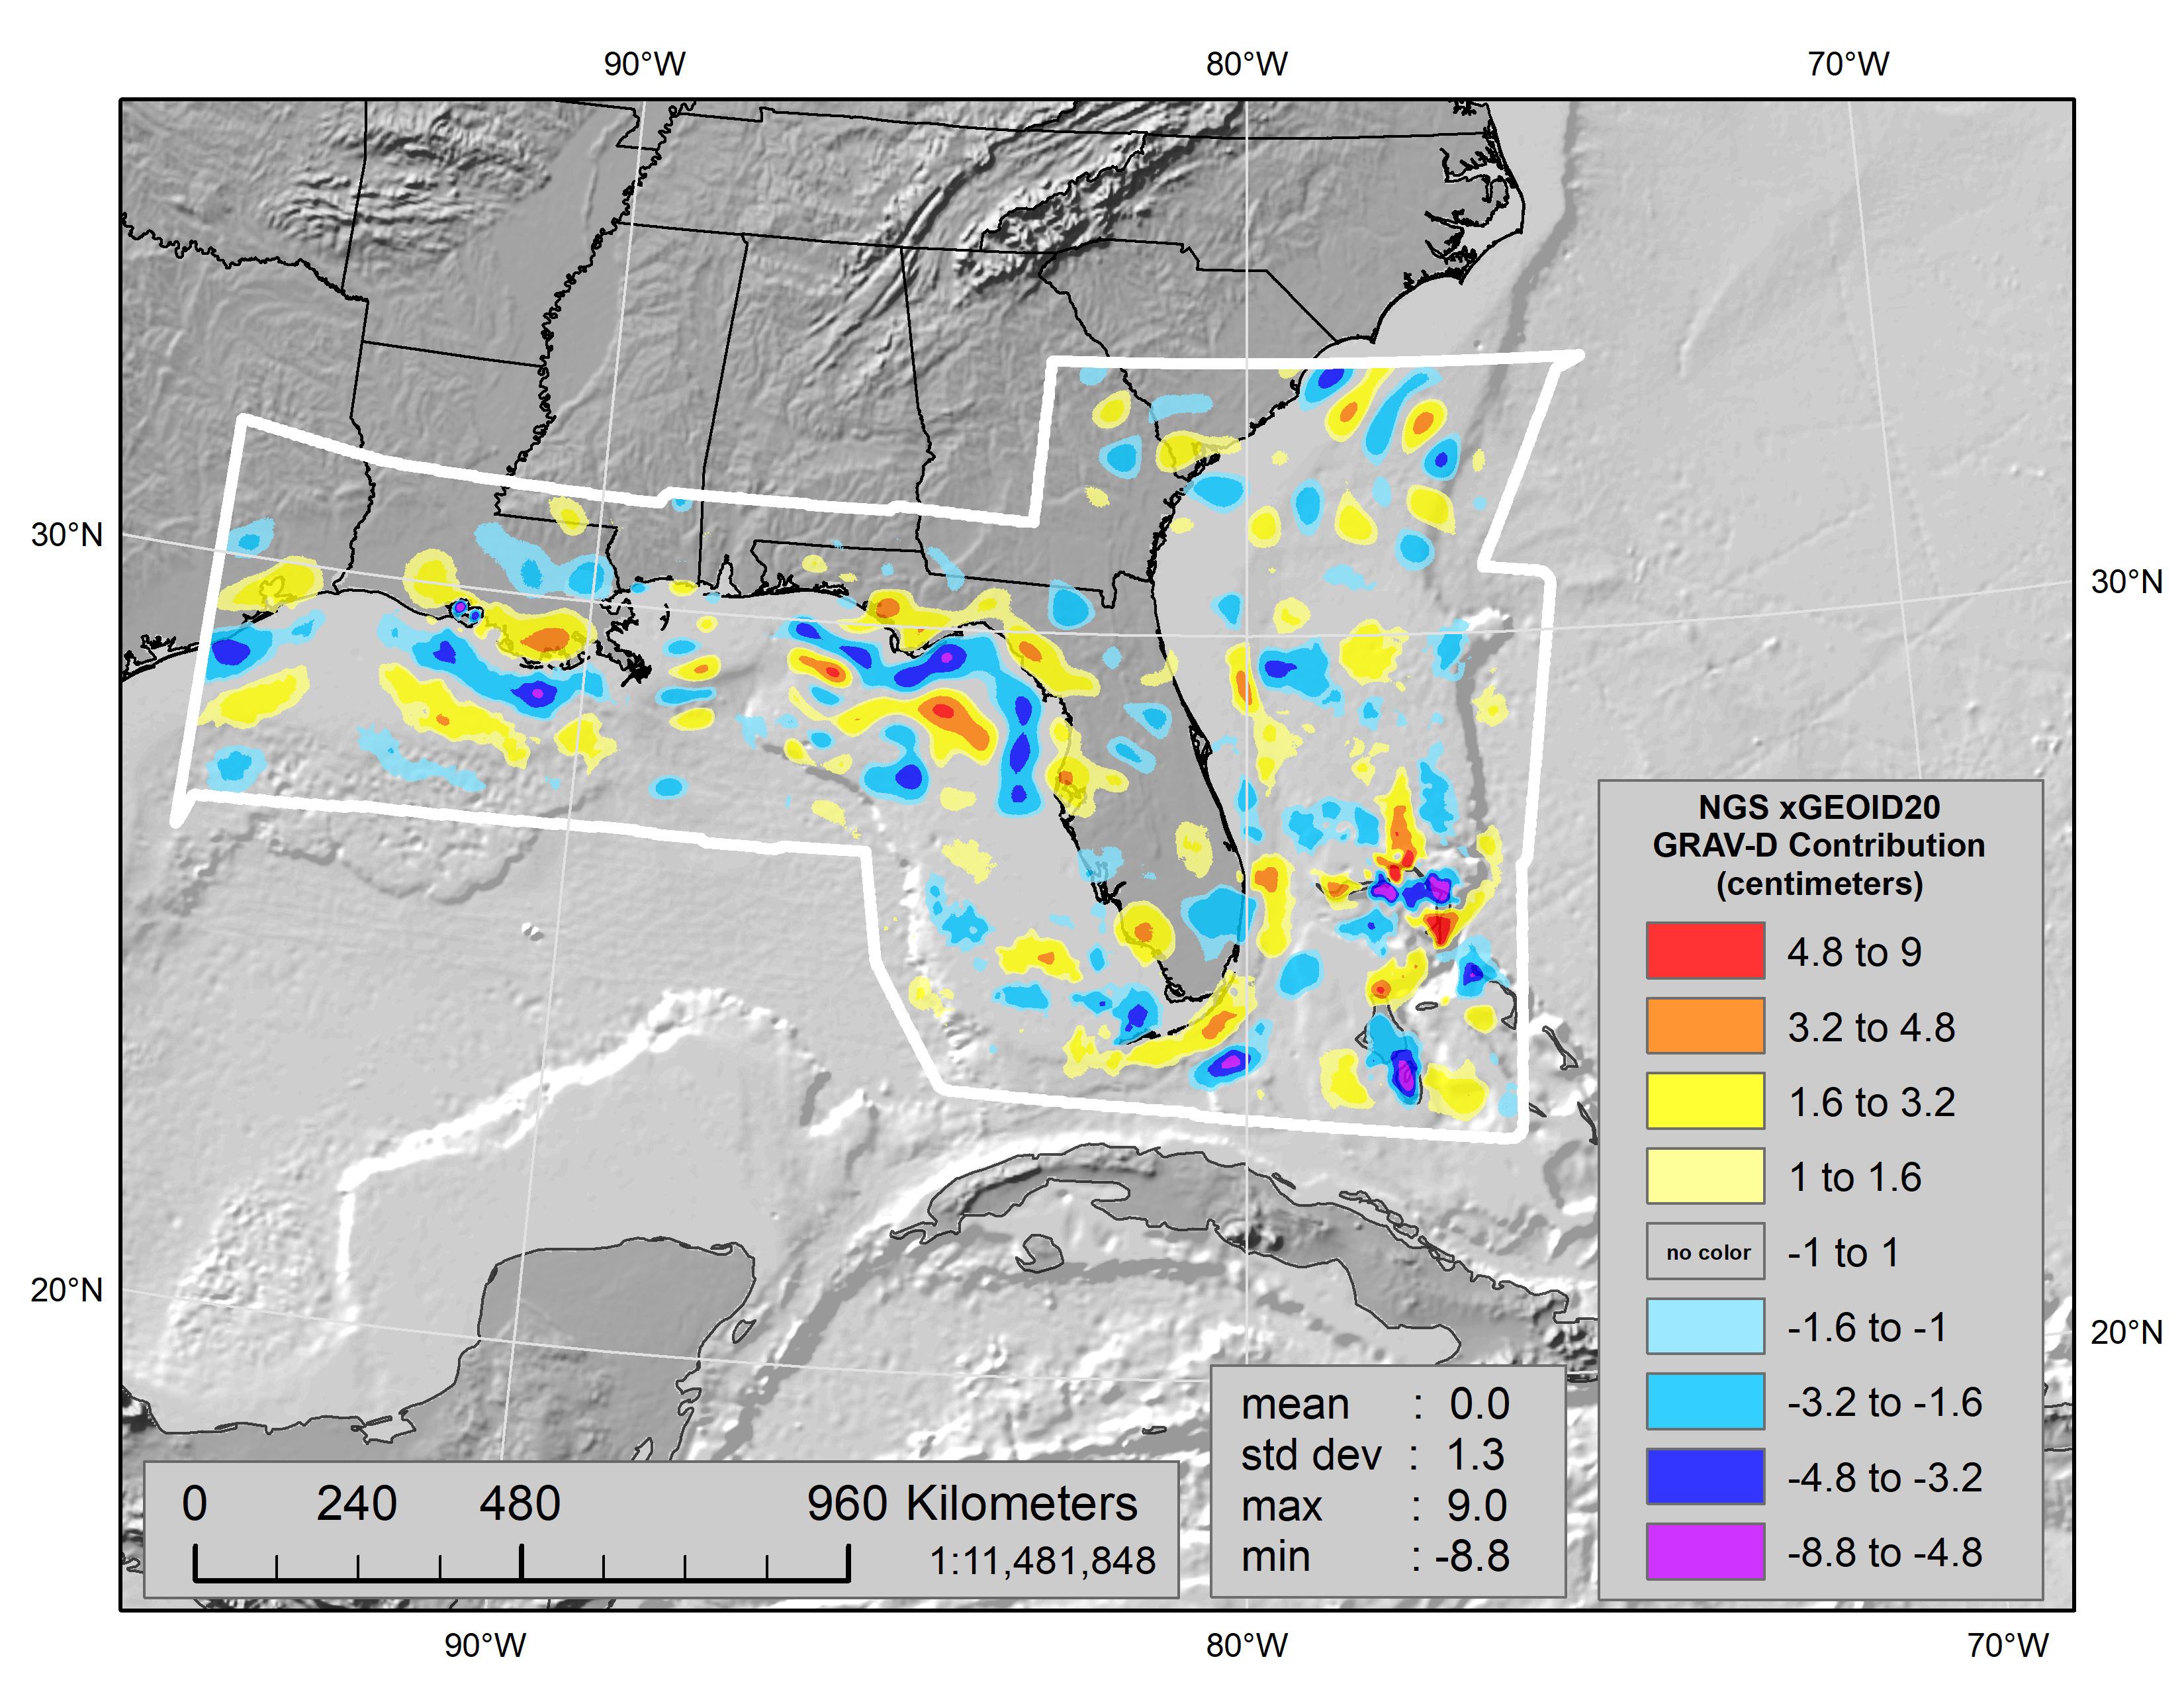 90°W 80°W 70°W
30°N
30°N
NGS xGEOID20
GRAV-D Contribution
(centimeters)
4.8 to 9
3.2 to 4.8
1.6 to 3.2
1 to 1.6
no color -1 to 1
-1.6 to -1
-3.2 to -1.6
-4.8 to -3.2
-8.8 to -4.8
20°N
20°N
mean : 0.0
std dev : 1.3
max : 9.0
min : -8.8
0 240 480 960 Kilometers
1:11,481,848
90°W 80°W 70°W